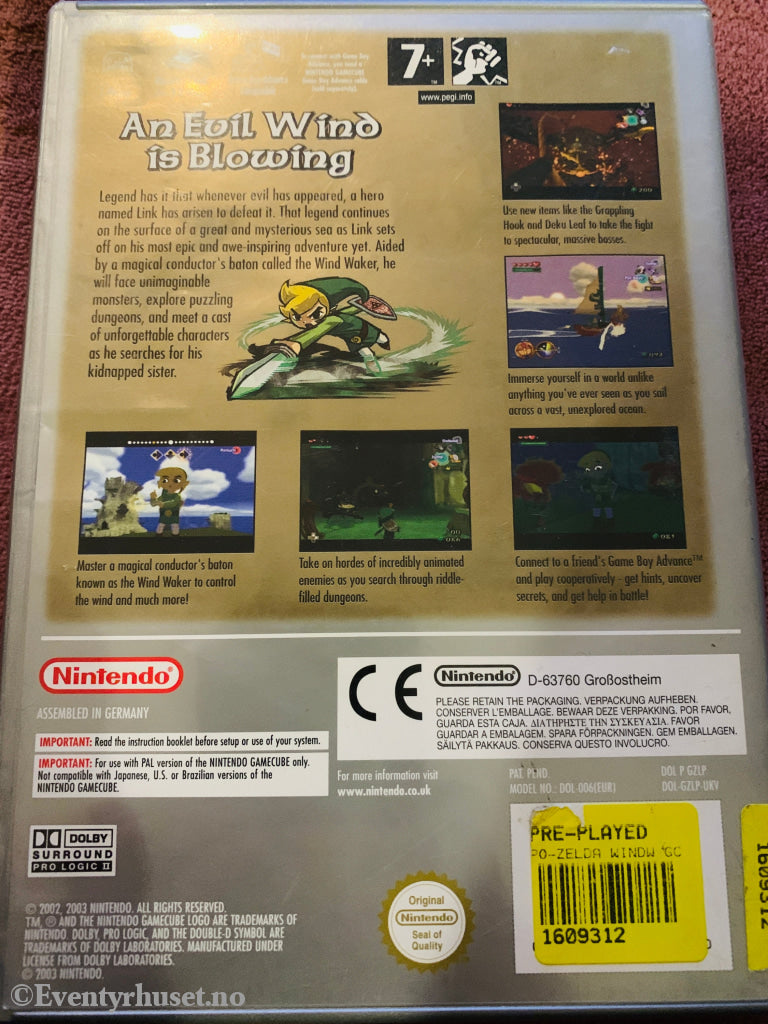 Connect with Game Boy
Advance, you need a
NINTENDO GAMECUBE
Game Boy Advance cable
(sold separately).
7+
www.pegi.info
An Evil Wind
is Blowing
Legend has it that whenever evil has appeared, a hero
named Link has arisen to defeat it. That legend continues
on the surface of a great and mysterious sea as Link sets
off on his most epic and awe-inspiring adventure yet. Aided
by a magical conductor's baton called the Wind Waker, he
will face unimaginable
monsters, explore puzzling
dungeons, and meet a cast
of unforgettable characters
as he searches for his
kidnapped sister.
Use new items like the Grappling
Hook and Deku Leaf to take the fight
to spectacular, massive bosses.
Immerse yourself in a world unlike
anything you've ever seen as you sail
across a vast, unexplored ocean.
Master a magical conductor's baton
known as the Wind Waker to control
the wind and much more!
Take on hordes of incredibly animated
enemies as you search through riddle-
filled dungeons.
Connect to a friend's Game Boy Advance™
and play cooperatively - get hints, uncover
secrets, and get help in battle!
Nintendo®
ASSEMBLED IN GERMANY
IMPORTANT: Read the instruction booklet before setup or use of your system.
IMPORTANT: For use with PAL version of the NINTENDO GAMECUBE only.
Not compatible with Japanese, U.S. or Brazilian versions of the
NINTENDO GAMECUBE.
CE
Nintendo® D-63760 Großostheim
PLEASE RETAIN THE PACKAGING. VERPACKUNG AUFHEBEN.
CONSERVER L'EMBALLAGE. BEWAAR DEZE VERPAKKING. POR FAVOR,
GUARDA ESTA CAJA. ΔΙΑΤΗΡΗΣΤΕ ΤΗΝ ΣΥΣΚΕΥΑΣΙΑ. FAVOR
GUARDAR A EMBALAGEM. SPARA FÖRPACKNINGEN. GEM EMBALLAGEN.
SÄILYTÄ PAKKAUS. CONSERVA QUESTO INVOLUCRO.
For more information visit
www.nintendo.co.uk
PAT. PEND.
MODEL NO.: DOL-006(EUR)
DOL P GZLP
DOL-GZLP-UKV
DOLBY
SURROUND
PRO LOGIC II
© 2002, 2003 NINTENDO. ALL RIGHTS RESERVED.
TM, ® AND THE NINTENDO GAMECUBE LOGO ARE TRADEMARKS OF
NINTENDO. DOLBY, PRO LOGIC, AND THE DOUBLE-D SYMBOL ARE
TRADEMARKS OF DOLBY LABORATORIES. MANUFACTURED UNDER
LICENSE FROM DOLBY LABORATORIES.
© 2003 NINTENDO.
Original
Nintendo®
Seal of
Quality
PRE-PLAYED
PO-ZELDA WINDW GC
1609312
1609312
©Eventyrhuset.no